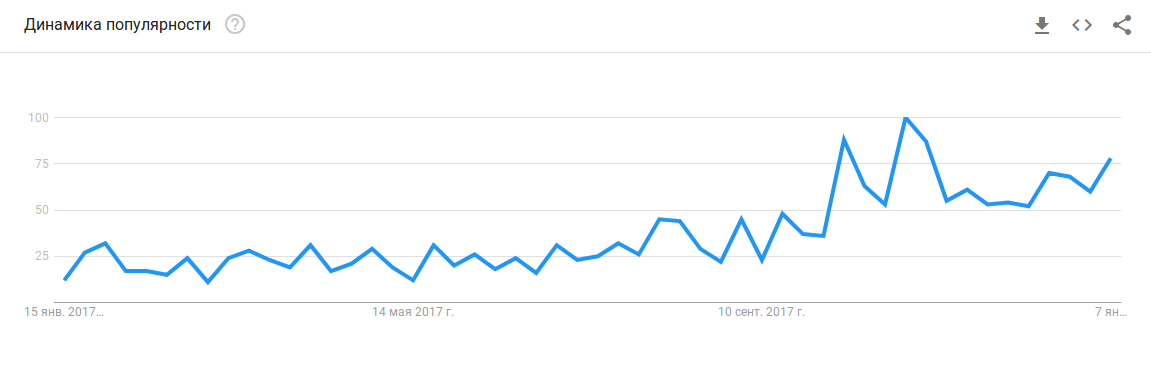 Динамика популярности
100
75
50
25
15 янв. 2017… 14 мая 2017 г. 10 сент. 2017 г. 7 ян…